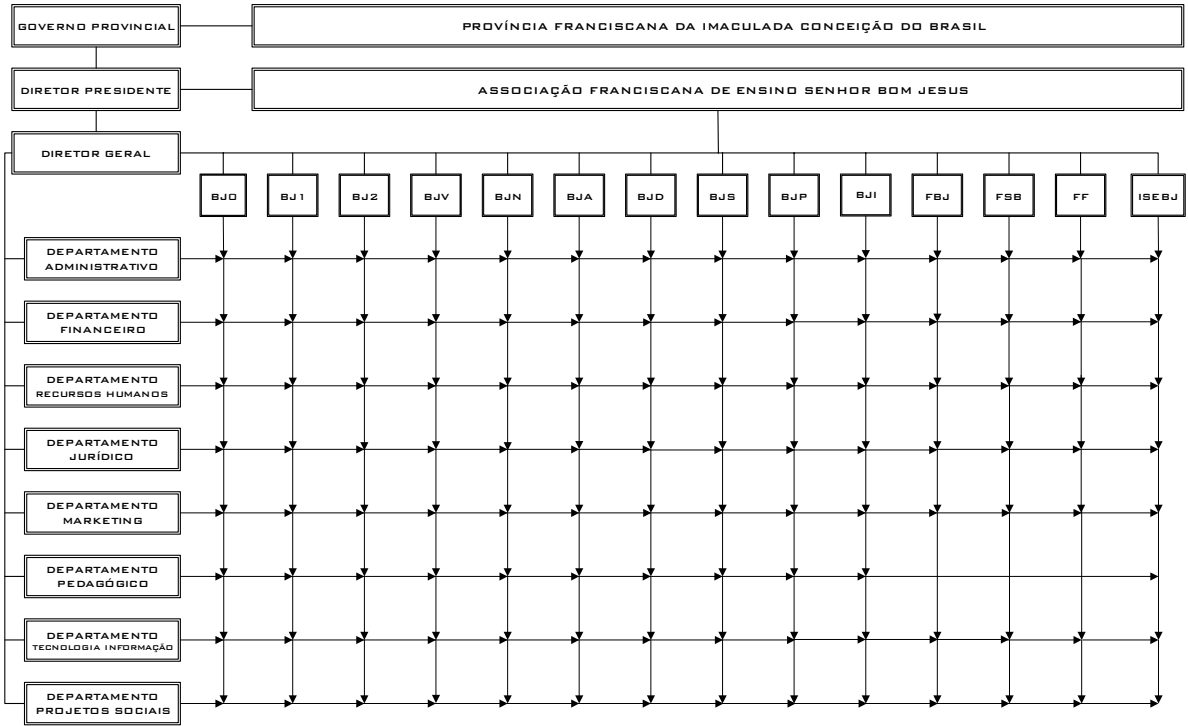 GOVERNO PROVINCIAL
PROVÍNCIA FRANCISCANA DA IMACULADA CONCEIÇÃO DO BRASIL
DIRETOR PRESIDENTE
ASSOCIAÇÃO FRANCISCANA DE ENSINO SENHOR BOM JESUS
DIRETOR GERAL
BJO
BJ1
BJ2
BJV
BJN
BJA
BJD
BJS
BJP
BJI
FBJ
FSB
FF
ISEBJ
DEPARTAMENTO
ADMINISTRATIVO
DEPARTAMENTO
FINANCEIRO
DEPARTAMENTO
RECURSOS HUMANOS
DEPARTAMENTO
JURÍDICO
DEPARTAMENTO
MARKETING
DEPARTAMENTO
PEDAGÓGICO
DEPARTAMENTO
TECNOLOGIA INFORMAÇÃO
DEPARTAMENTO
PROJETOS SOCIAIS